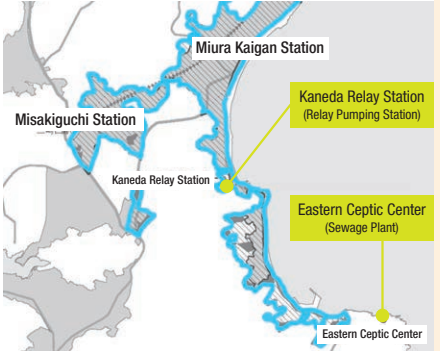 Miura Kaigan Station
Misakiguchi Station
Kaneda Relay Station
(Relay Pumping Station)
Kaneda Relay Station
Eastern Ceptic Center
(Sewage Plant)
Eastern Ceptic Center